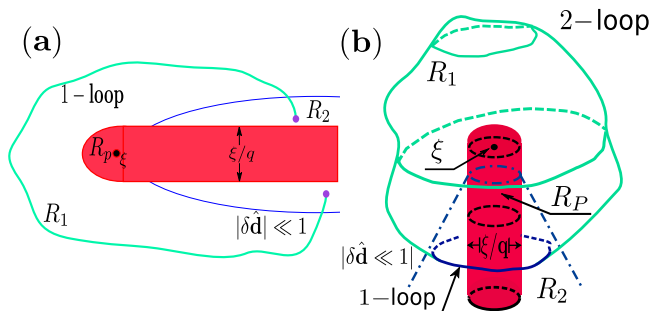 (a)
1-loop
R_2
R_p
ξ
ξ/q
R_1
|δd̂| ≪ 1
(b)
2-loop
R_1
ξ
R_P
|δd̂ ≪ 1|
ξ/q
1-loop
R_2